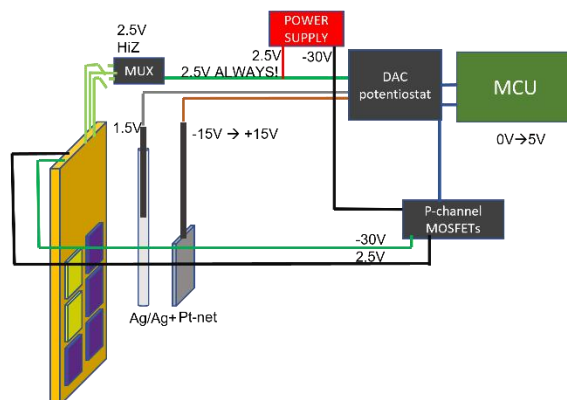 2.5V
HiZ
MUX
POWER
SUPPLY
2.5V
-30V
2.5V ALWAYS!
DAC
potentiostat
MCU
1.5V
-15V → +15V
0V→5V
P-channel
MOSFETs
-30V
2.5V
Ag/Ag+ Pt-net